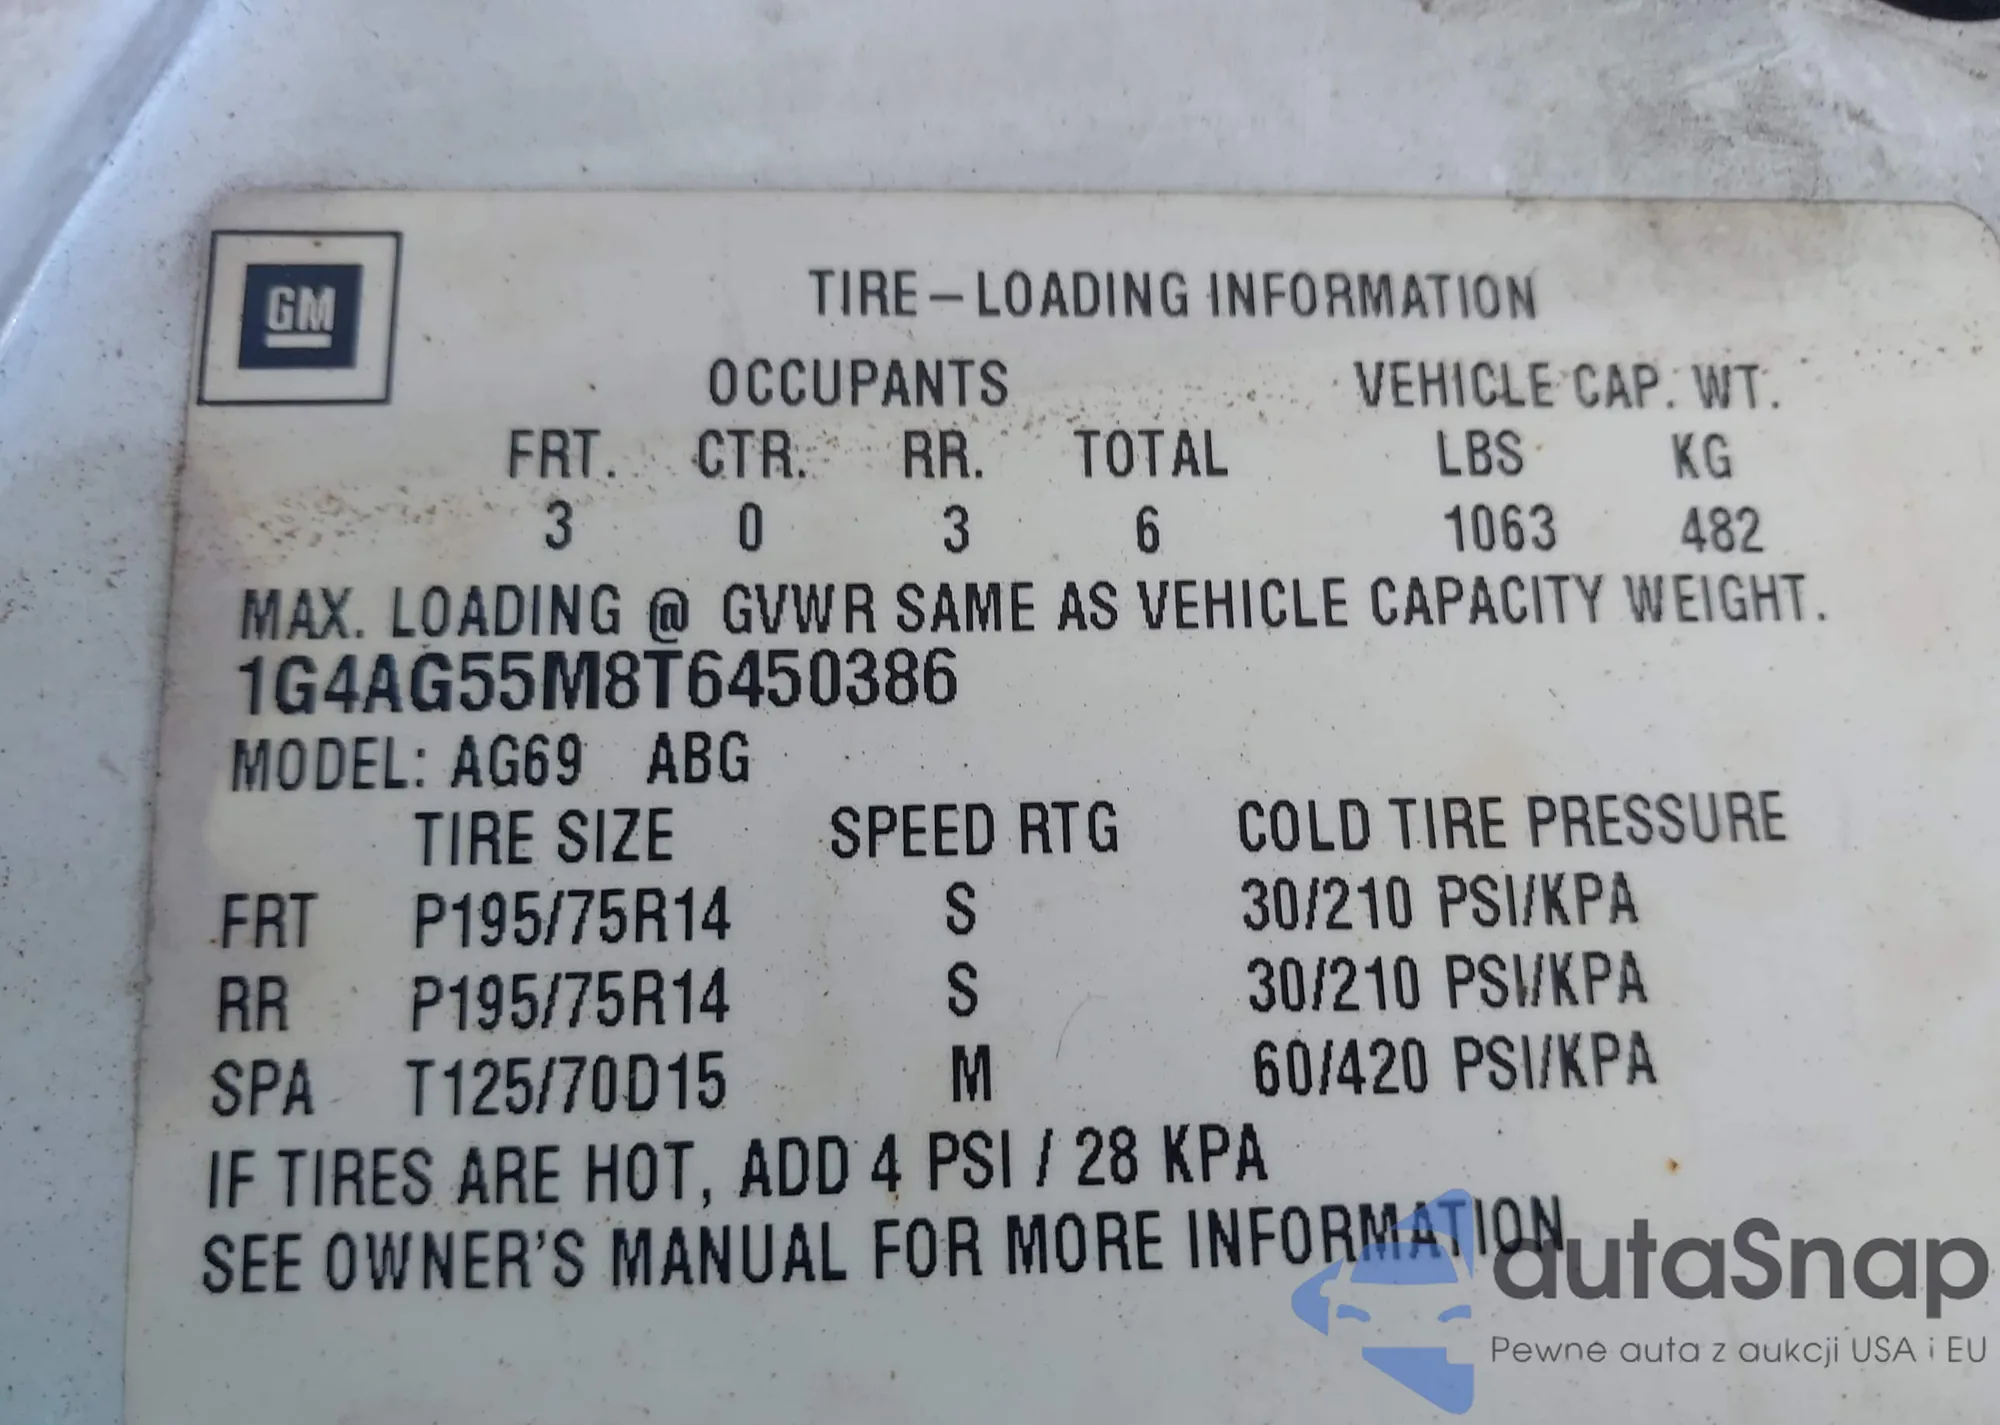 GM
TIRE – LOADING INFORMATION
OCCUPANTS VEHICLE CAP. WT.
FRT. CTR. RR. TOTAL LBS KG
3 0 3 6 1063 482
MAX. LOADING @ GVWR SAME AS VEHICLE CAPACITY WEIGHT.
1G4AG55M8T6450386
MODEL: AG69 ABG
TIRE SIZE SPEED RTG COLD TIRE PRESSURE
FRT P195/75R14 S 30/210 PSI/KPA
RR P195/75R14 S 30/210 PSI/KPA
SPA T125/70D15 M 60/420 PSI/KPA
IF TIRES ARE HOT, ADD 4 PSI / 28 KPA
SEE OWNER'S MANUAL FOR MORE INFORMATION
autaSnap
Pewne auta z aukcji USA i EU